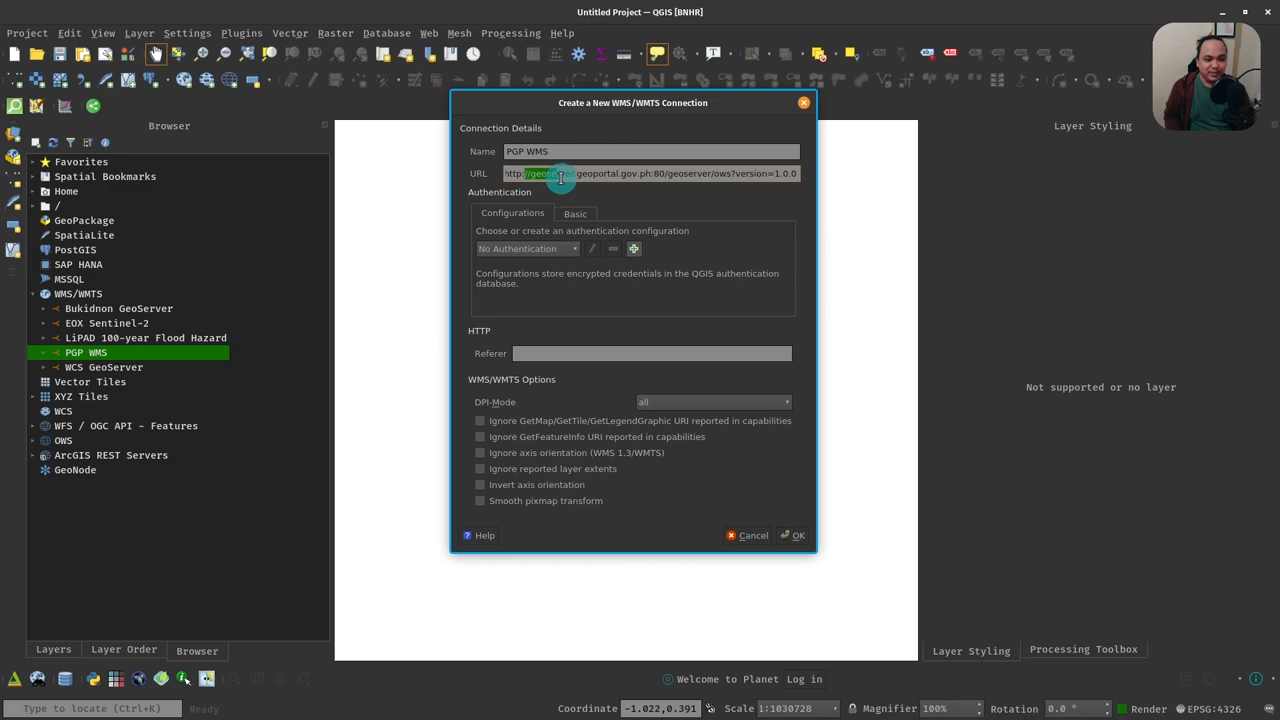 Untitled Project — QGIS [BNHR]
Project Edit View Layer Settings Plugins Vector Raster Database Web Mesh Processing Help
Browser
Favorites
Spatial Bookmarks
Home
/
GeoPackage
SpatiaLite
PostGIS
SAP HANA
MSSQL
WMS/WMTS
Bukidnon GeoServer
EOX Sentinel-2
LiPAD 100-year Flood Hazard
PGP WMS
WCS GeoServer
Vector Tiles
XYZ Tiles
WCS
WFS / OGC API - Features
OWS
ArcGIS REST Servers
GeoNode
Layers Layer Order Browser
Create a New WMS/WMTS Connection
Connection Details
Name PGP WMS
URL http://geoserver.geoportal.gov.ph:80/geoserver/ows?version=1.0.0
Authentication
Configurations Basic
Choose or create an authentication configuration
No Authentication
Configurations store encrypted credentials in the QGIS authentication
database.
HTTP
Referer
WMS/WMTS Options
DPI-Mode all
Ignore GetMap/GetTile/GetLegendGraphic URI reported in capabilities
Ignore GetFeatureInfo URI reported in capabilities
Ignore axis orientation (WMS 1.3/WMTS)
Ignore reported layer extents
Invert axis orientation
Smooth pixmap transform
Help Cancel OK
Layer Styling
Not supported or no layer
Layer Styling Processing Toolbox
Welcome to Planet Log in
Type to locate (Ctrl+K) Ready Coordinate -1.022,0.391 Scale 1:1030728 Magnifier 100% Rotation 0.0 ° Render EPSG:4326